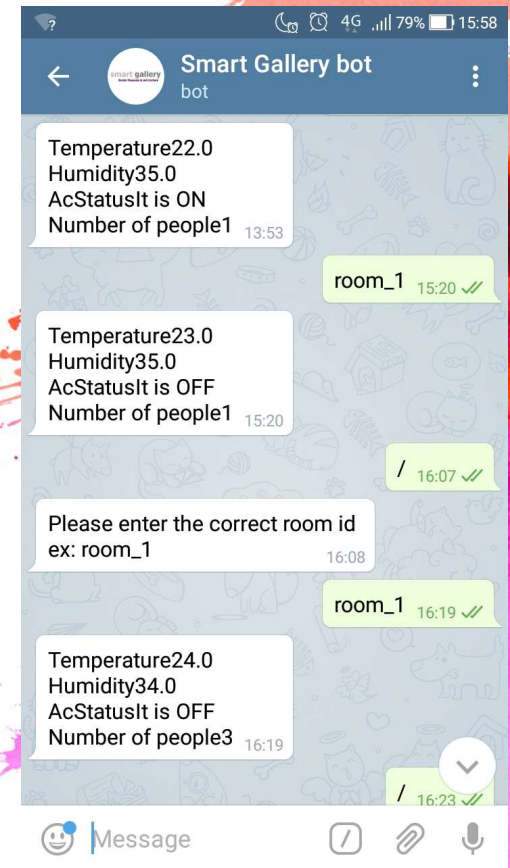 ?
4G
79%
15:58
smart gallery
Smart Gallery bot
bot
Temperature22.0
Humidity35.0
AcStatusIt is ON
Number of people1 13:53
room_1 15:20
Temperature23.0
Humidity35.0
AcStatusIt is OFF
Number of people1 15:20
/ 16:07
Please enter the correct room id
ex: room_1 16:08
room_1 16:19
Temperature24.0
Humidity34.0
AcStatusIt is OFF
Number of people3 16:19
/ 16:23
Message
/